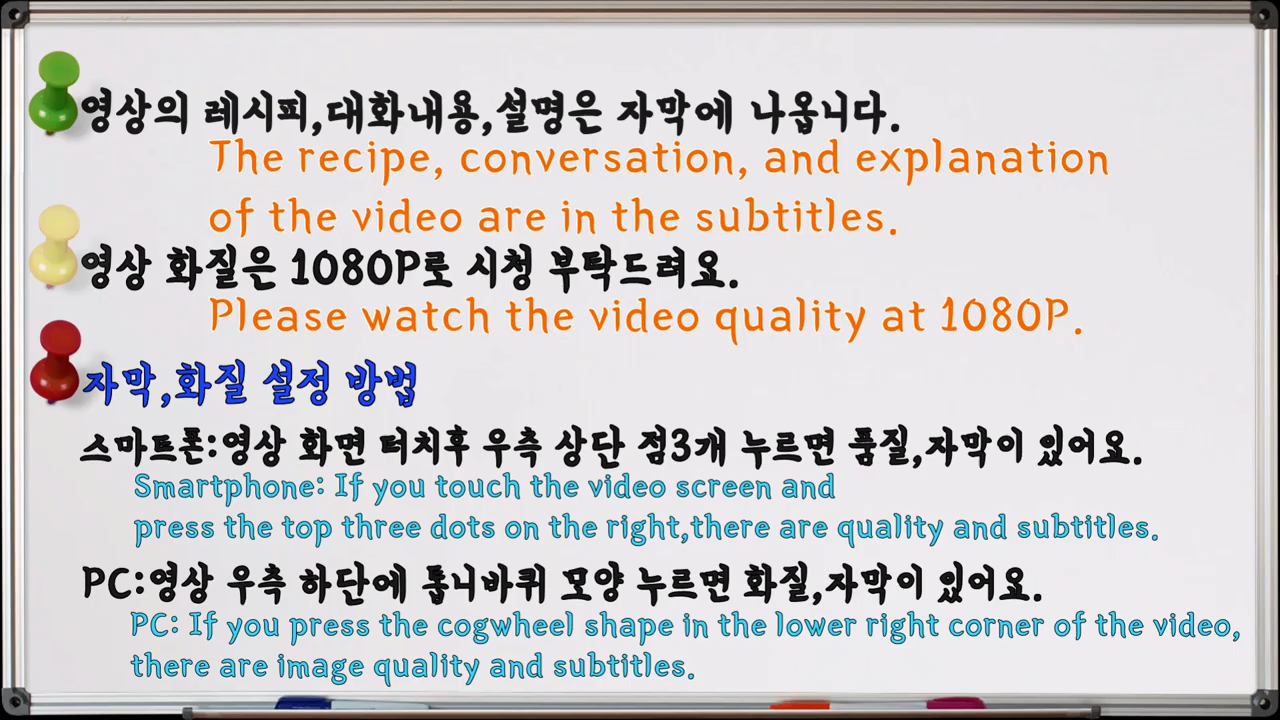 영상의 레시피,대화내용,설명은 자막에 나옵니다.
The recipe, conversation, and explanation
of the video are in the subtitles.
영상 화질은 1080P로 시청 부탁드려요.
Please watch the video quality at 1080P.
자막,화질 설정 방법
스마트폰:영상 화면 터치후 우측 상단 점3개 누르면 품질,자막이 있어요.
Smartphone: If you touch the video screen and
press the top three dots on the right,there are quality and subtitles.
PC:영상 우측 하단에 톱니바퀴 모양 누르면 화질,자막이 있어요.
PC: If you press the cogwheel shape in the lower right corner of the video,
there are image quality and subtitles.